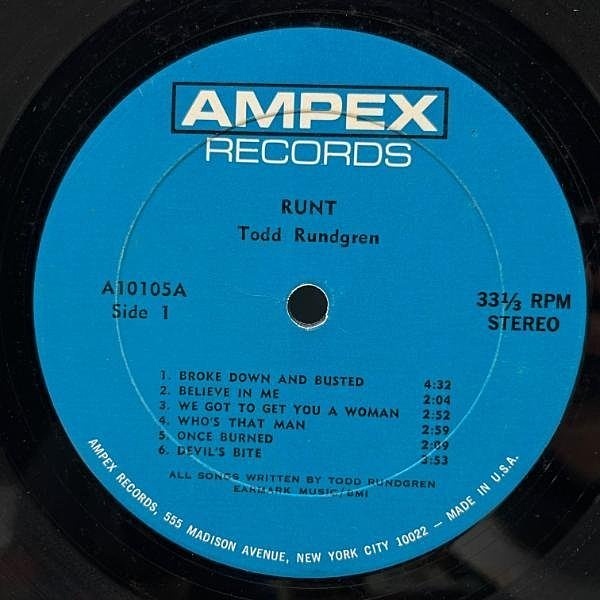 AMPEX
RECORDS
RUNT
Todd Rundgren
A10105A
Side 1
33⅓ RPM
STEREO
1. BROKE DOWN AND BUSTED 4:32
2. BELIEVE IN ME 2:04
3. WE GOT TO GET YOU A WOMAN 2:52
4. WHO'S THAT MAN 2:59
5. ONCE BURNED 2:09
6. DEVIL'S BITE 3:53
ALL SONGS WRITTEN BY TODD RUNDGREN
EARMARK MUSIC/BMI
AMPEX RECORDS, 555 MADISON AVENUE, NEW YORK CITY 10022 — MADE IN U.S.A.